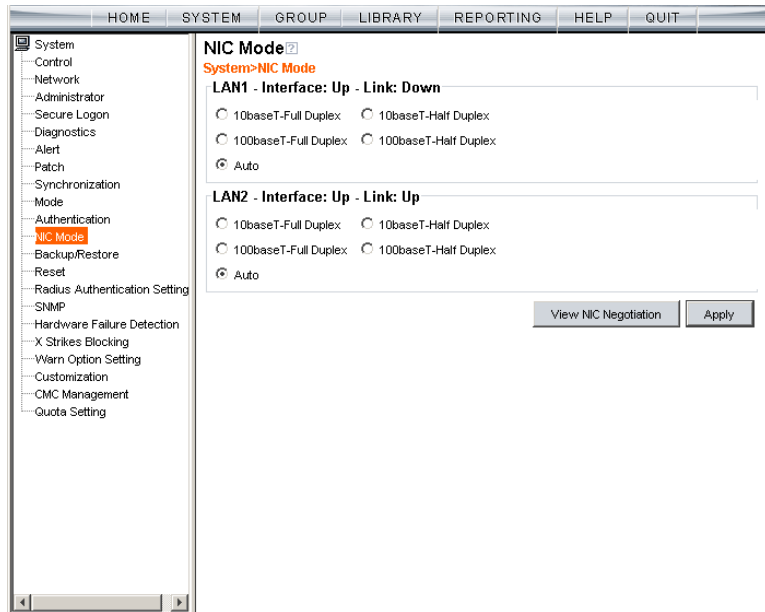 HOME SYSTEM GROUP LIBRARY REPORTING HELP QUIT
System
Control
Network
Administrator
Secure Logon
Diagnostics
Alert
Patch
Synchronization
Mode
Authentication
NIC Mode
Backup/Restore
Reset
Radius Authentication Setting
SNMP
Hardware Failure Detection
X Strikes Blocking
Warn Option Setting
Customization
CMC Management
Quota Setting
NIC Mode ?
System>NIC Mode
LAN1 - Interface: Up - Link: Down
10baseT-Full Duplex 10baseT-Half Duplex
100baseT-Full Duplex 100baseT-Half Duplex
Auto
LAN2 - Interface: Up - Link: Up
10baseT-Full Duplex 10baseT-Half Duplex
100baseT-Full Duplex 100baseT-Half Duplex
Auto
View NIC Negotiation Apply